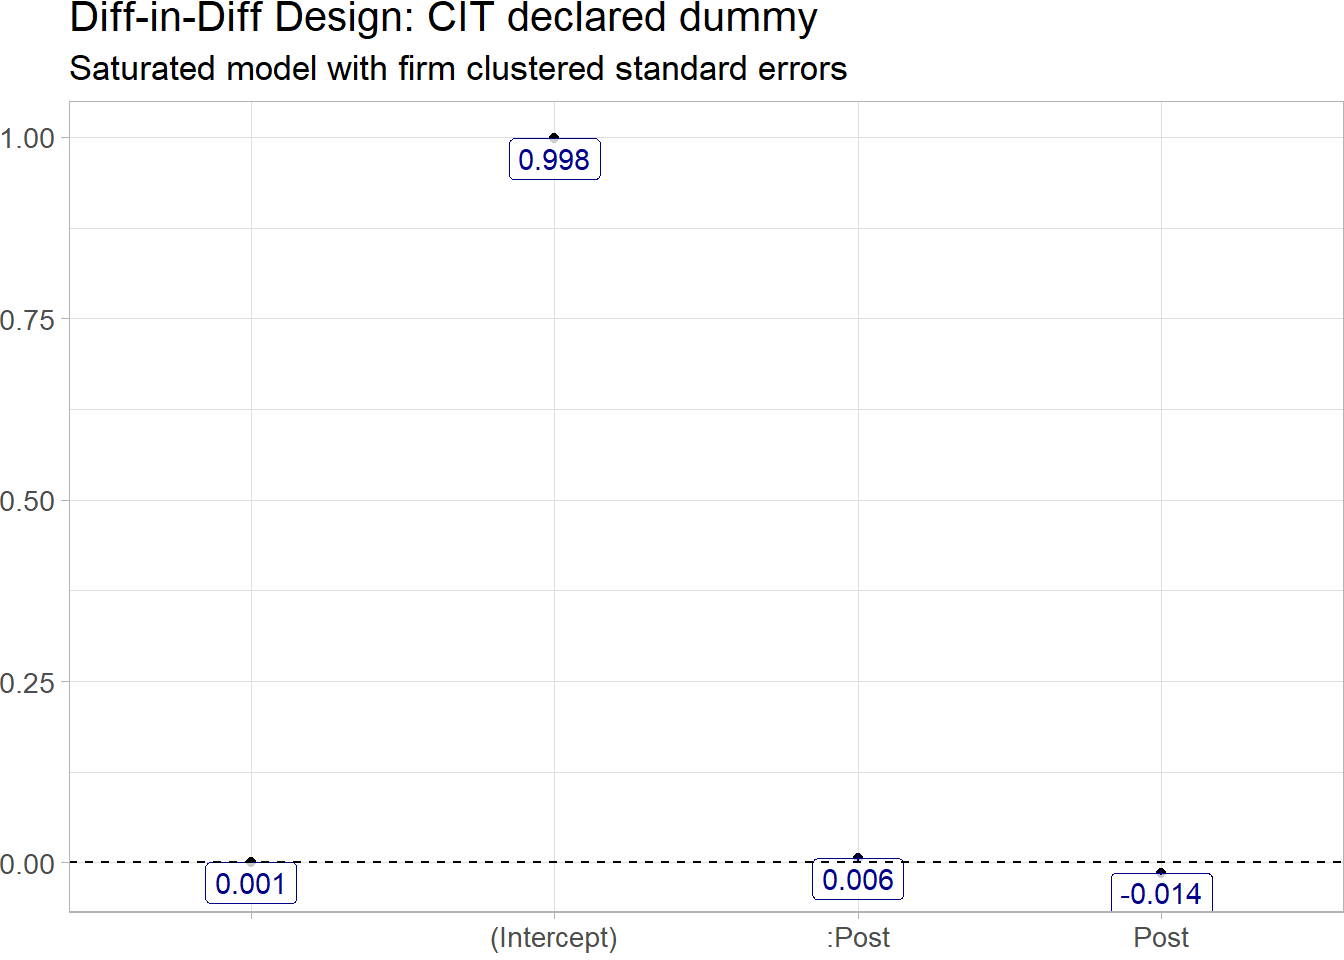 Diff-in-Diff Design: CIT declared dummy
Saturated model with firm clustered standard errors
1.00
0.998
0.75
0.50
0.25
0.00
0.001
0.006
-0.014
(Intercept)
:Post
Post